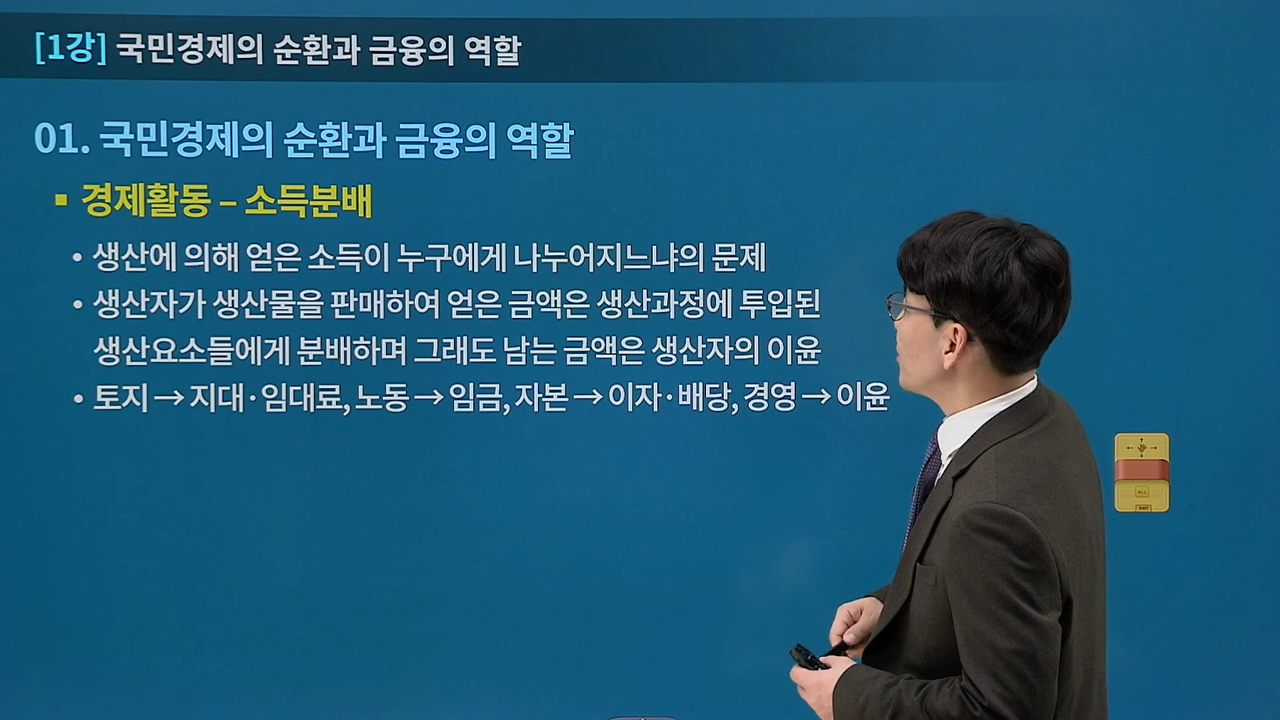 [1강] 국민경제의 순환과 금융의 역할
01. 국민경제의 순환과 금융의 역할
▪ 경제활동 – 소득분배
• 생산에 의해 얻은 소득이 누구에게 나누어지느냐의 문제
• 생산자가 생산물을 판매하여 얻은 금액은 생산과정에 투입된
생산요소들에게 분배하며 그래도 남는 금액은 생산자의 이윤
• 토지 → 지대·임대료, 노동 → 임금, 자본 → 이자·배당, 경영 → 이윤
ALL